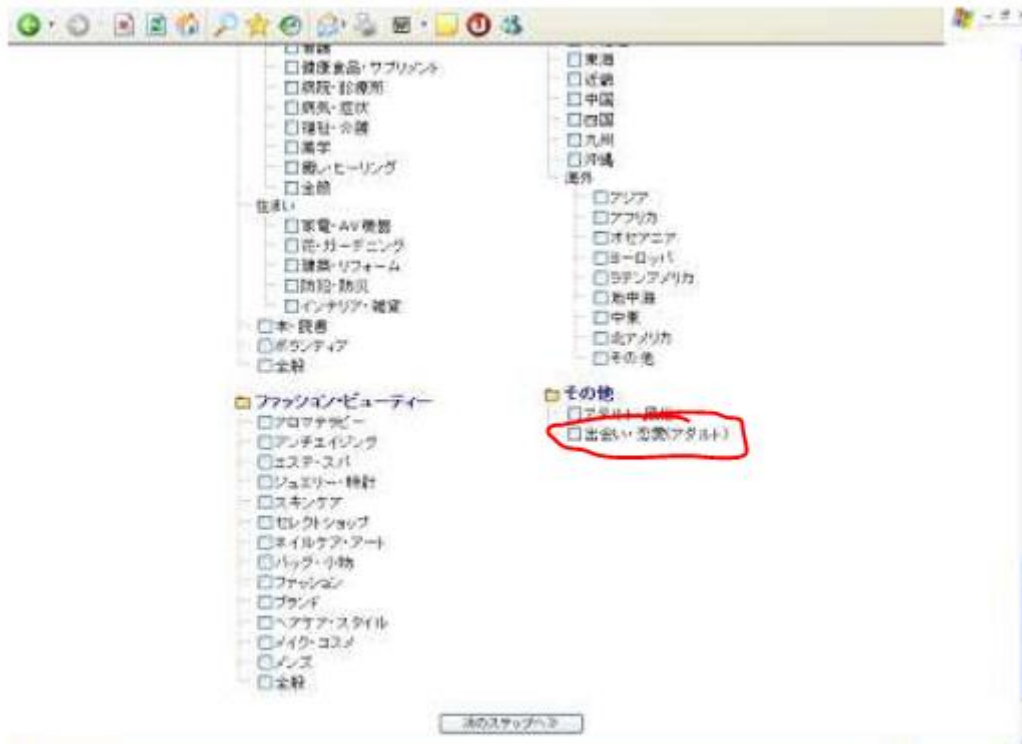 看護
健康食品・サプリメント
病院・診療所
病気・症状
福祉・介護
薬学
癒し・ヒーリング
全般
住まい
家電・AV機器
花・ガーデニング
建築・リフォーム
防犯・防災
インテリア・雑貨
本・読書
ボランティア
全般
ファッション・ビューティー
アロマテラピー
アンチエイジング
エステ・スパ
ジュエリー・時計
スキンケア
セレクトショップ
ネイルケア・アート
バッグ・小物
ファッション
ブランド
ヘアケア・スタイル
メイク・コスメ
メンズ
全般
東海
近畿
中国
四国
九州
沖縄
海外
アジア
アフリカ
オセアニア
ヨーロッパ
ラテンアメリカ
地中海
中東
北アメリカ
その他
その他
アダルト・風俗
出会い・恋愛(アダルト)
次のステップへ≫